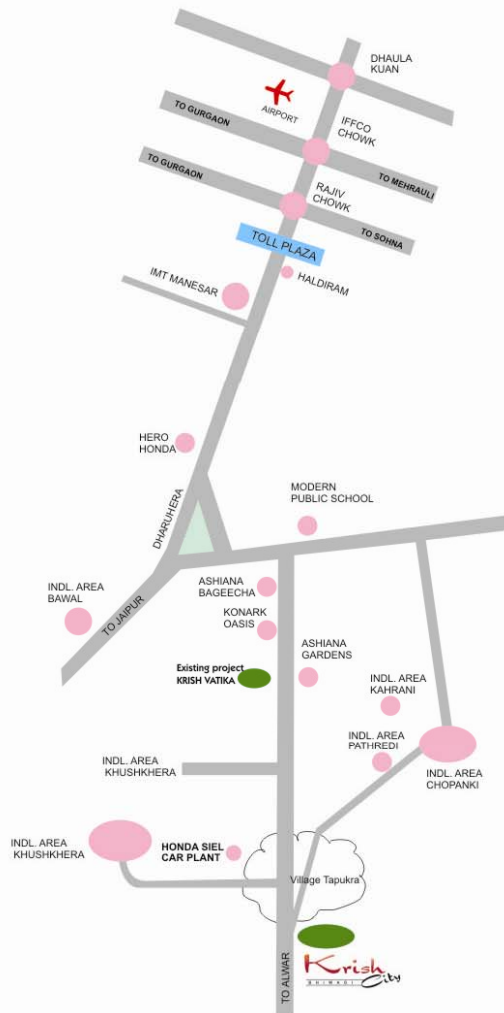 DHAULA
KUAN
AIRPORT
IFFCO
CHOWK
TO GURGAON
TO MEHRAULI
TO GURGAON
RAJIV
CHOWK
TO SOHNA
TOLL PLAZA
IMT MANESAR
HALDIRAM
HERO
HONDA
DHARUHERA
MODERN
PUBLIC SCHOOL
INDL. AREA
BAWAL
TO JAIPUR
ASHIANA
BAGEECHA
KONARK
OASIS
ASHIANA
GARDENS
Existing project
KRISH VATIKA
INDL. AREA
KAHRANI
INDL. AREA
PATHREDI
INDL. AREA
CHOPANKI
INDL. AREA
KHUSHKHERA
INDL. AREA
KHUSHKHERA
HONDA SIEL
CAR PLANT
Village Tapukra
TO ALWAR
Krish
BHIWADI City